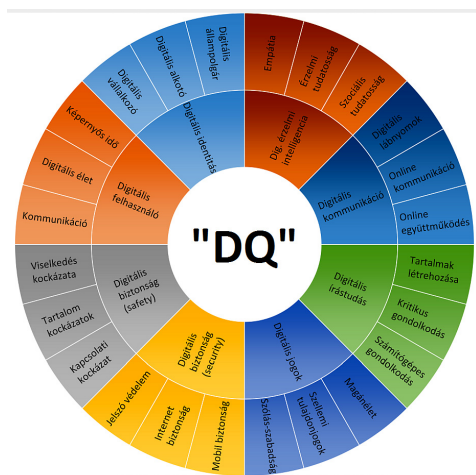 "DQ"
Dig. érzelmi
intelligencia
Empátia
Érzelmi
tudatosság
Szociális
tudatosság
Digitális
kommunikáció
Digitális
lábnyomok
Online
kommunikáció
Online
együttműködés
Digitális
írástudás
Tartalmak
létrehozása
Kritikus
gondolkodás
Számítógépes
gondolkodás
Digitális jogok
Magánélet
Szellemi
tulajdonjogok
Szólás-szabadság
Digitális
biztonság
(security)
Mobil biztonság
Internet
biztonság
Jelszó védelem
Digitális
biztonság
(safety)
Kapcsolati
kockázat
Tartalom
kockázatok
Viselkedés
kockázata
Digitális
felhasználó
Kommunikáció
Digitális élet
Képernyős idő
Digitális identitás
Digitális
vállalkozó
Digitális alkotó
Digitális
állampolgár